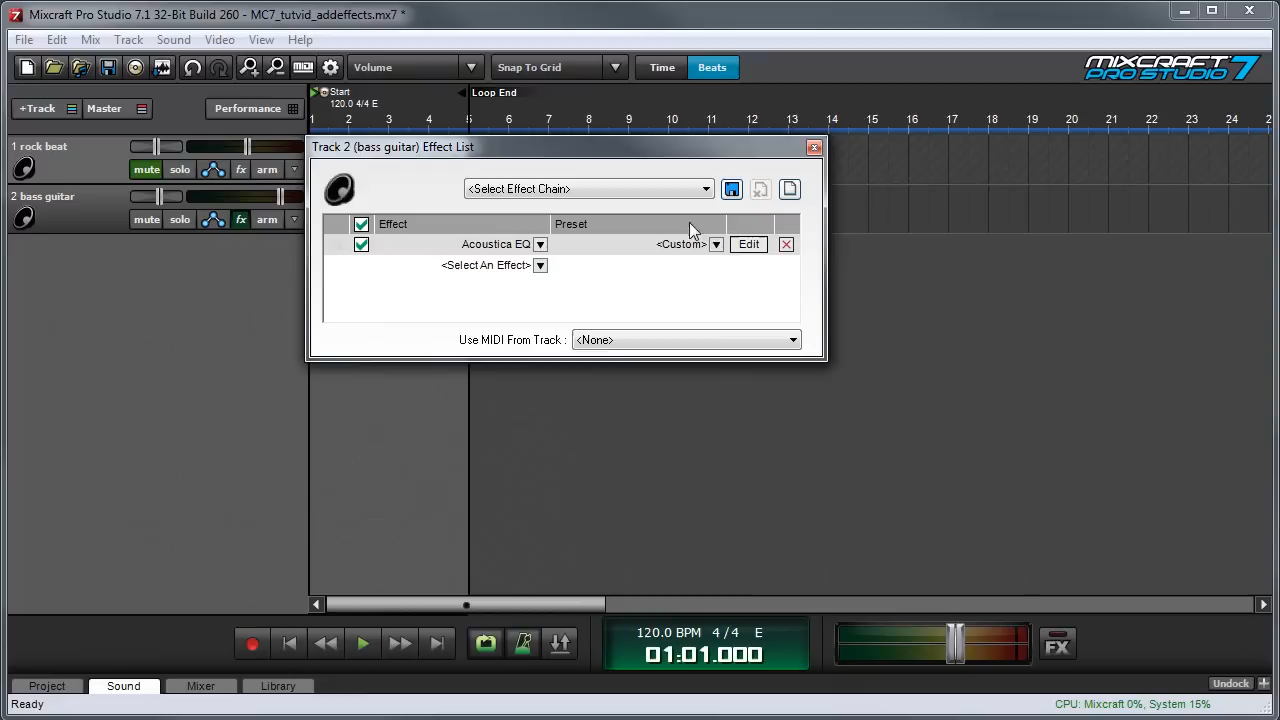 Mixcraft Pro Studio 7.1 32-Bit Build 260 - MC7_tutvid_addeffects.mx7 *
File Edit Mix Track Sound Video View Help
Volume Snap To Grid Time Beats MIXCRAFT PRO STUDIO 7
+Track Master Performance
Start Loop End
120.0 4/4 E
1 2 3 4 5 6 7 8 9 10 11 12 13 14 15 16 17 18 19 20 21 22 23 24
1 rock beat
mute solo fx arm
2 bass guitar
mute solo fx arm
Track 2 (bass guitar) Effect List
<Select Effect Chain>
Effect Preset
Acoustica EQ <Custom> Edit
<Select An Effect>
Use MIDI From Track : <None>
120.0 BPM 4/4 E
01:01.000
FX
Project Sound Mixer Library Undock
Ready CPU: Mixcraft 0%, System 15%